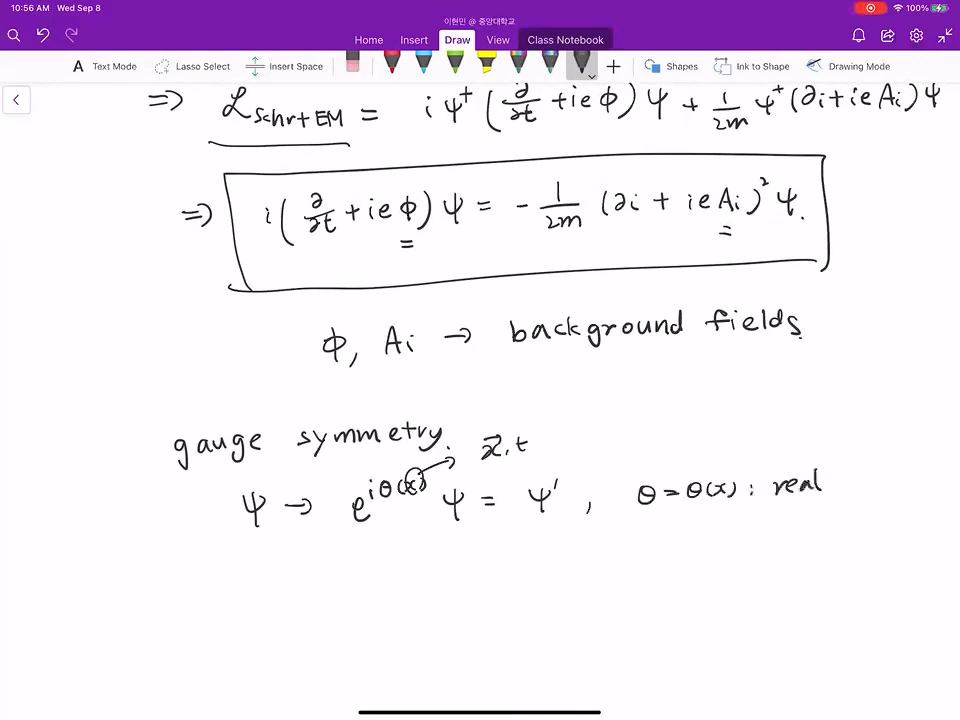 10:56 AM Wed Sep 8
100%
이현민 @ 중앙대학교
Home Insert Draw View Class Notebook
A Text Mode Lasso Select Insert Space Shapes Ink to Shape Drawing Mode
⇒ ℒ Schr+EM = iψ† (∂/∂t + ieϕ) ψ + 1/2m ψ† (∂i + ieAi) ψ
⇒ i(∂/∂t + ieϕ) ψ = - 1/2m (∂i + ieAi)² ψ.
ϕ, Ai → background fields.
gauge symmetry. x⃗, t
ψ → e^{iθ(x)} ψ = ψ′ , θ = θ(x) : real